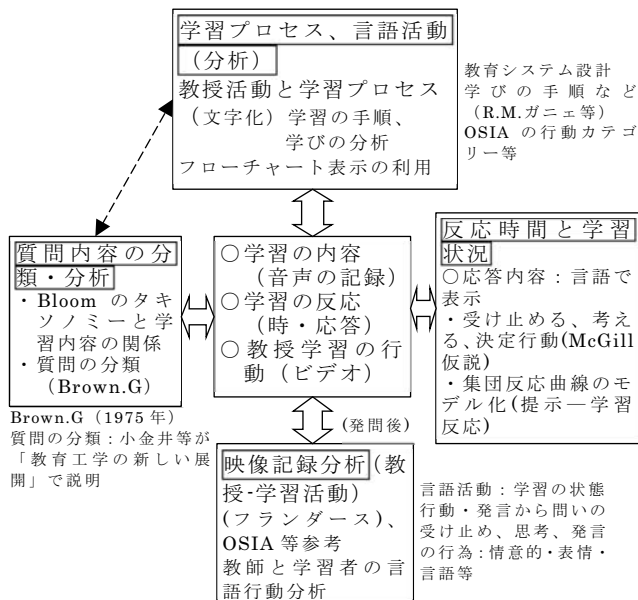 学習プロセス、言語活動
（分析）
教授活動と学習プロセス
（文字化）学習の手順、
学びの分析
フローチャート表示の利用
教育システム設計
学びの手順など
（R.M.ガニェ等）
OSIA の行動カテゴ
リー等
質問内容の分
類・分析
・Bloom のタキ
ソノミーと学
習内容の関係
・質問の分類
（Brown.G）
Brown.G（1975 年）
質問の分類：小金井等が
「教育工学の新しい展
開」で説明
○学習の内容
（音声の記録）
○学習の反応
（時・応答）
○教授学習の行
動（ビデオ）
反応時間と学習
状況
○応答内容：言語で
表示
・受け止める、考え
る、決定行動(McGill
仮説)
・集団反応曲線のモ
デル化(提示―学習
反応)
(発問後)
映像記録分析(教
授-学習活動)
(フランダース)、
OSIA 等参考
教師と学習者の言
語行動分析
言語活動：学習の状態
行動・発言から問いの
受け止め、思考、発言
の行為：情意的・表情・
言語等